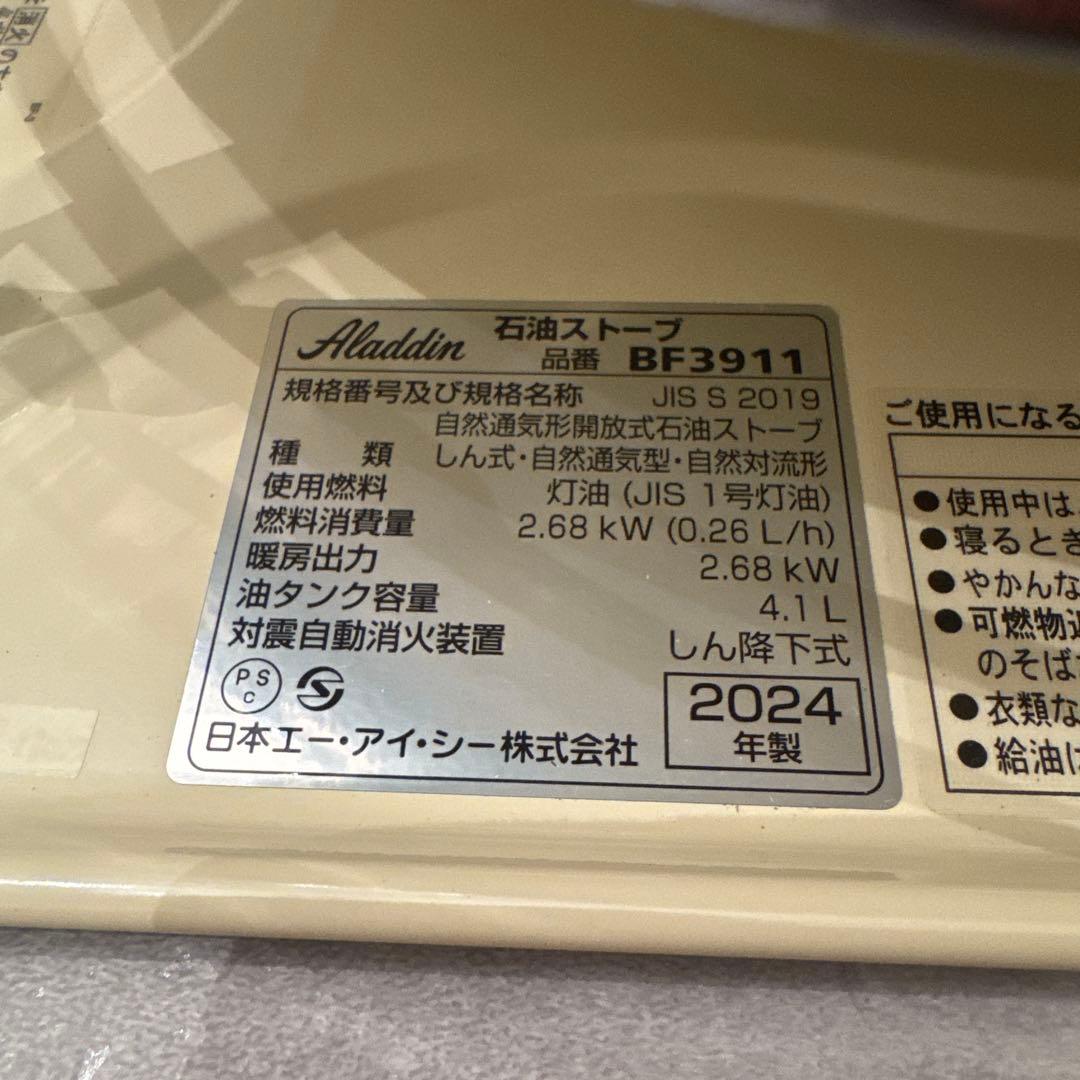 Aladdin 石油ストーブ
品番 BF3911
規格番号及び規格名称 JIS S 2019
自然通気形開放式石油ストーブ
種類 しん式・自然通気型・自然対流形
使用燃料 灯油 (JIS 1号灯油)
燃料消費量 2.68 kW (0.26 L/h)
暖房出力 2.68 kW
油タンク容量 4.1 L
対震自動消火装置 しん降下式
PS C
2024
年製
日本エー・アイ・シー株式会社
ご使用になる
●使用中は
●寝るとき
●やかんな
●可燃物
のそば
●衣類な
●給油は
消火の